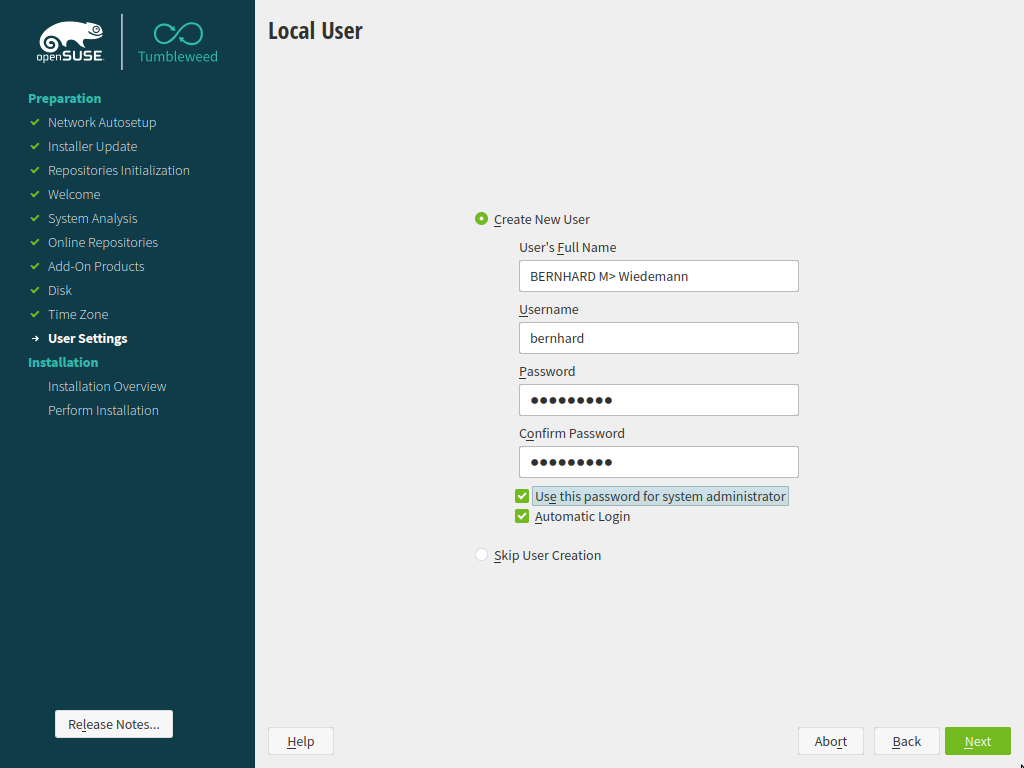 openSUSE
Tumbleweed
Preparation
Network Autosetup
Installer Update
Repositories Initialization
Welcome
System Analysis
Online Repositories
Add-On Products
Disk
Time Zone
User Settings
Installation
Installation Overview
Perform Installation
Release Notes...
Local User
Create New User
User's Full Name
BERNHARD M> Wiedemann
Username
bernhard
Password
●●●●●●●●●
Confirm Password
●●●●●●●●●
Use this password for system administrator
Automatic Login
Skip User Creation
Help
Abort
Back
Next